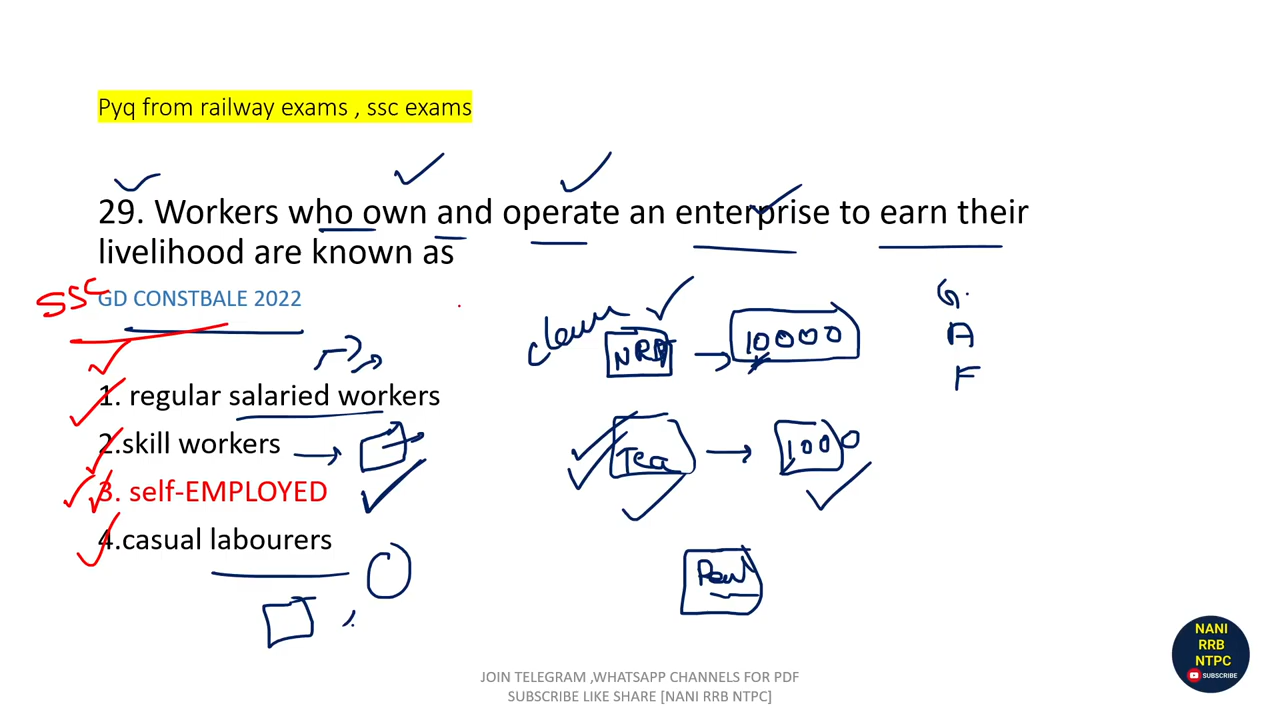 Pyq from railway exams , ssc exams
29. Workers who own and operate an enterprise to earn their
livelihood are known as
SSC
GD CONSTBALE 2022
G
A
F
10000
1. regular salaried workers
2.skill workers
Tea
1000
3. self-EMPLOYED
4.casual labourers
NANI
RRB
NTPC
SUBSCRIBE
JOIN TELEGRAM ,WHATSAPP CHANNELS FOR PDF
SUBSCRIBE LIKE SHARE [NANI RRB NTPC]